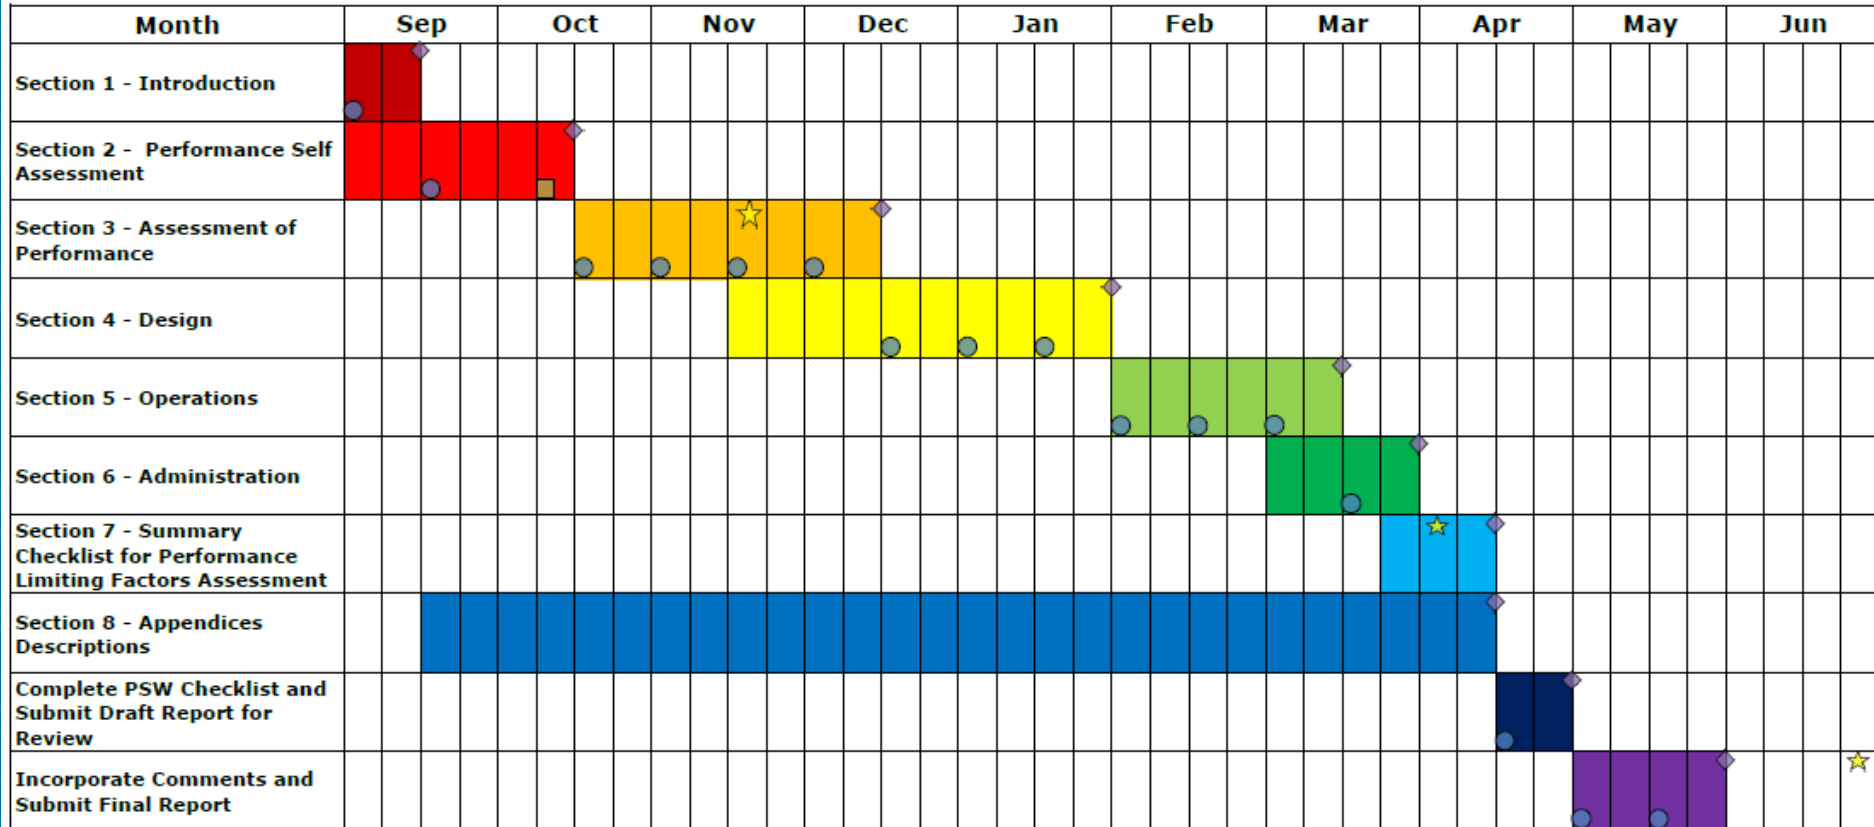 Month Sep Oct Nov Dec Jan Feb Mar Apr May Jun
Section 1 - Introduction
Section 2 - Performance Self
Assessment
Section 3 - Assessment of
Performance
Section 4 - Design
Section 5 - Operations
Section 6 - Administration
Section 7 - Summary
Checklist for Performance
Limiting Factors Assessment
Section 8 - Appendices
Descriptions
Complete PSW Checklist and
Submit Draft Report for
Review
Incorporate Comments and
Submit Final Report